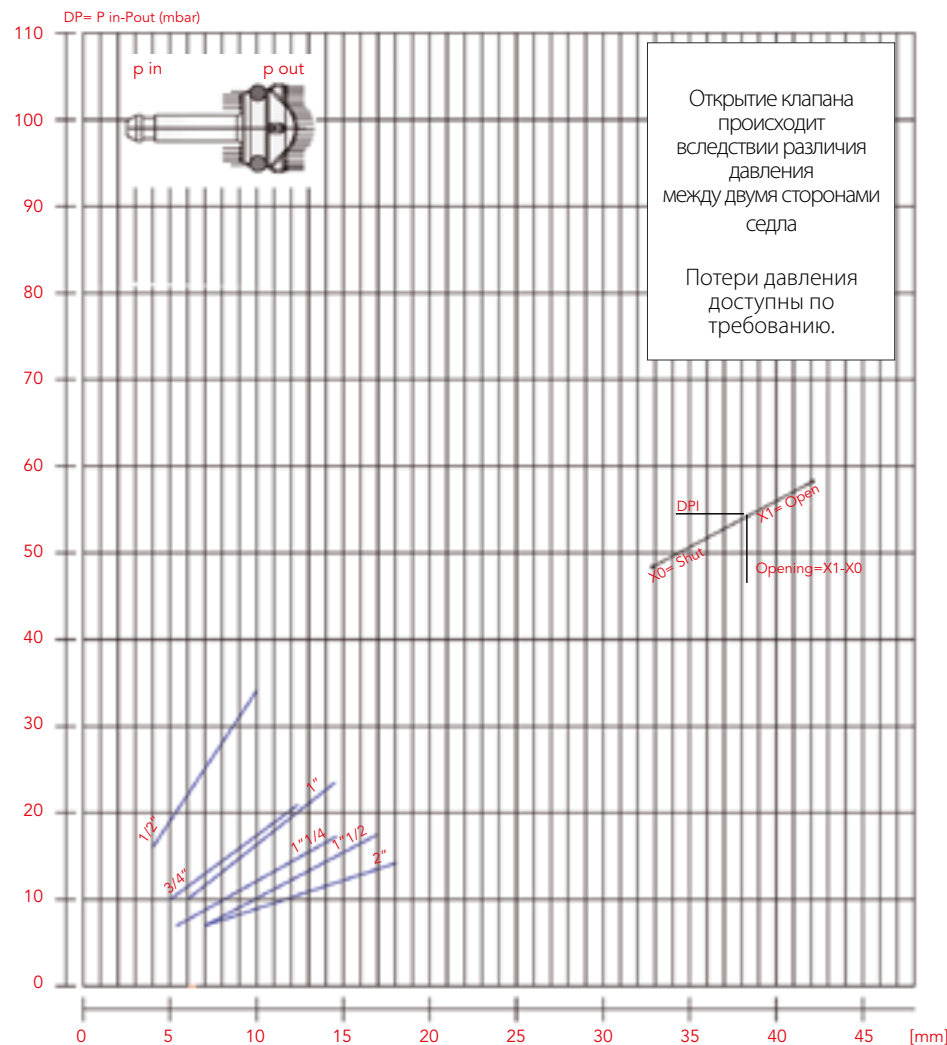 DP= P in-Pout (mbar)
110
p in
p out
100
90
80
70
60
50
40
30
20
10
0
Открытие клапана
происходит
вследствии различия
давления
между двумя сторонами
седла
Потери давления
доступны по
требованию.
DPI
X1= Open
X0= Shut
Opening=X1-X0
1/2"
3/4"
1"
1"1/4
1"1/2
2"
0 5 10 15 20 25 30 35 40 45 [mm]